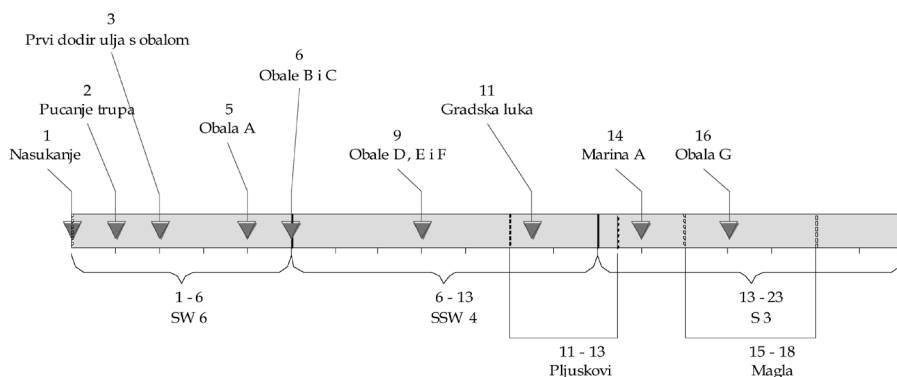 3
Prvi dodir ulja s obalom
6
Obale B i C
2
Pucanje trupa
5
Obala A
11
Gradska luka
1
Nasukanje
9
Obale D, E i F
14
Marina A
16
Obala G
1 - 6
SW 6
6 - 13
SSW 4
13 - 23
S 3
11 - 13
Pljuskovi
15 - 18
Magla